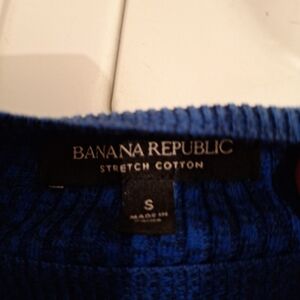 BANANA REPUBLIC
STRETCH COTTON
S
MADE IN